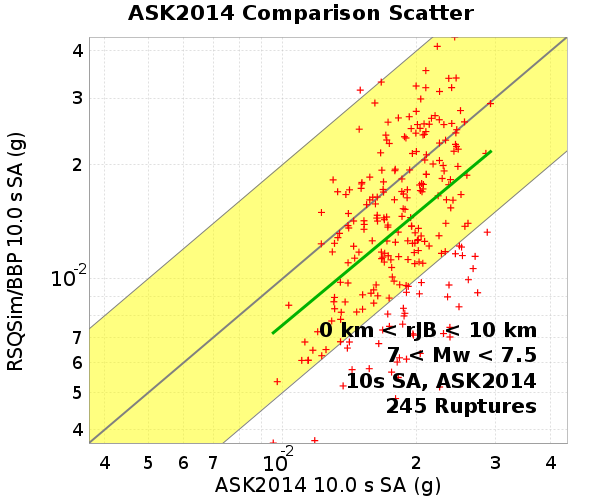 ASK2014 Comparison Scatter
RSQSim/BBP 10.0 s SA (g)
4
3
2
10-2
7
6
5
4
0 km < rJB < 10 km
7 < Mw < 7.5
10s SA, ASK2014
245 Ruptures
4 5 6 7 10-2 2 3 4
ASK2014 10.0 s SA (g)